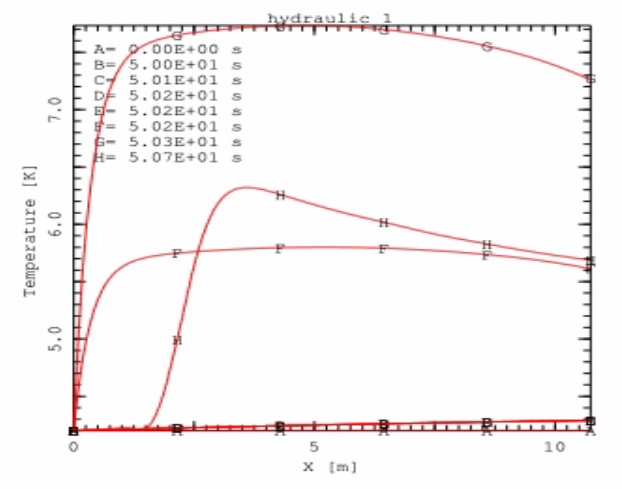 hydraulic 1
A= 0.00E+00 s
B= 5.00E+01 s
C= 5.01E+01 s
D= 5.02E+01 s
E= 5.02E+01 s
F= 5.02E+01 s
G= 5.03E+01 s
H= 5.07E+01 s
7.0
6.0
5.0
Temperature [K]
0 5 10
X [m]
G G G G G
H H H H H
F F F F F